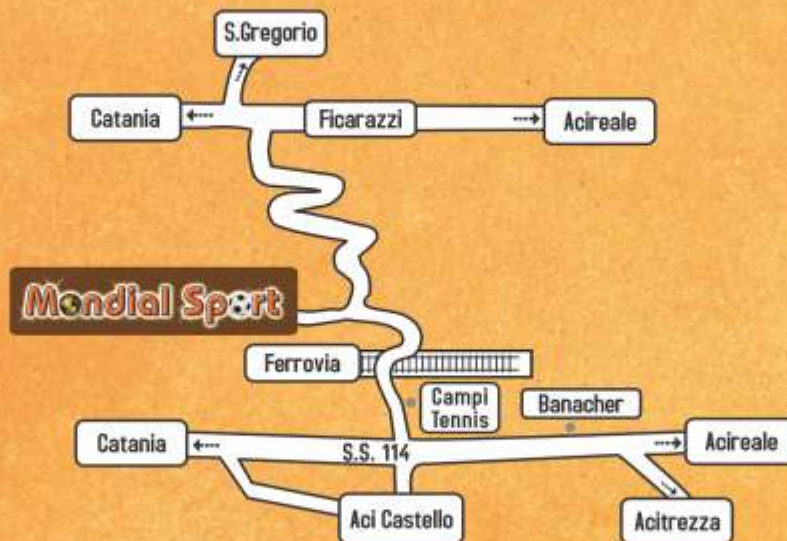 S.Gregorio
Catania
Ficarazzi
Acireale
Mondial Sport
Ferrovia
Campi
Tennis
Banacher
Catania
S.S. 114
Acireale
Aci Castello
Acitrezza